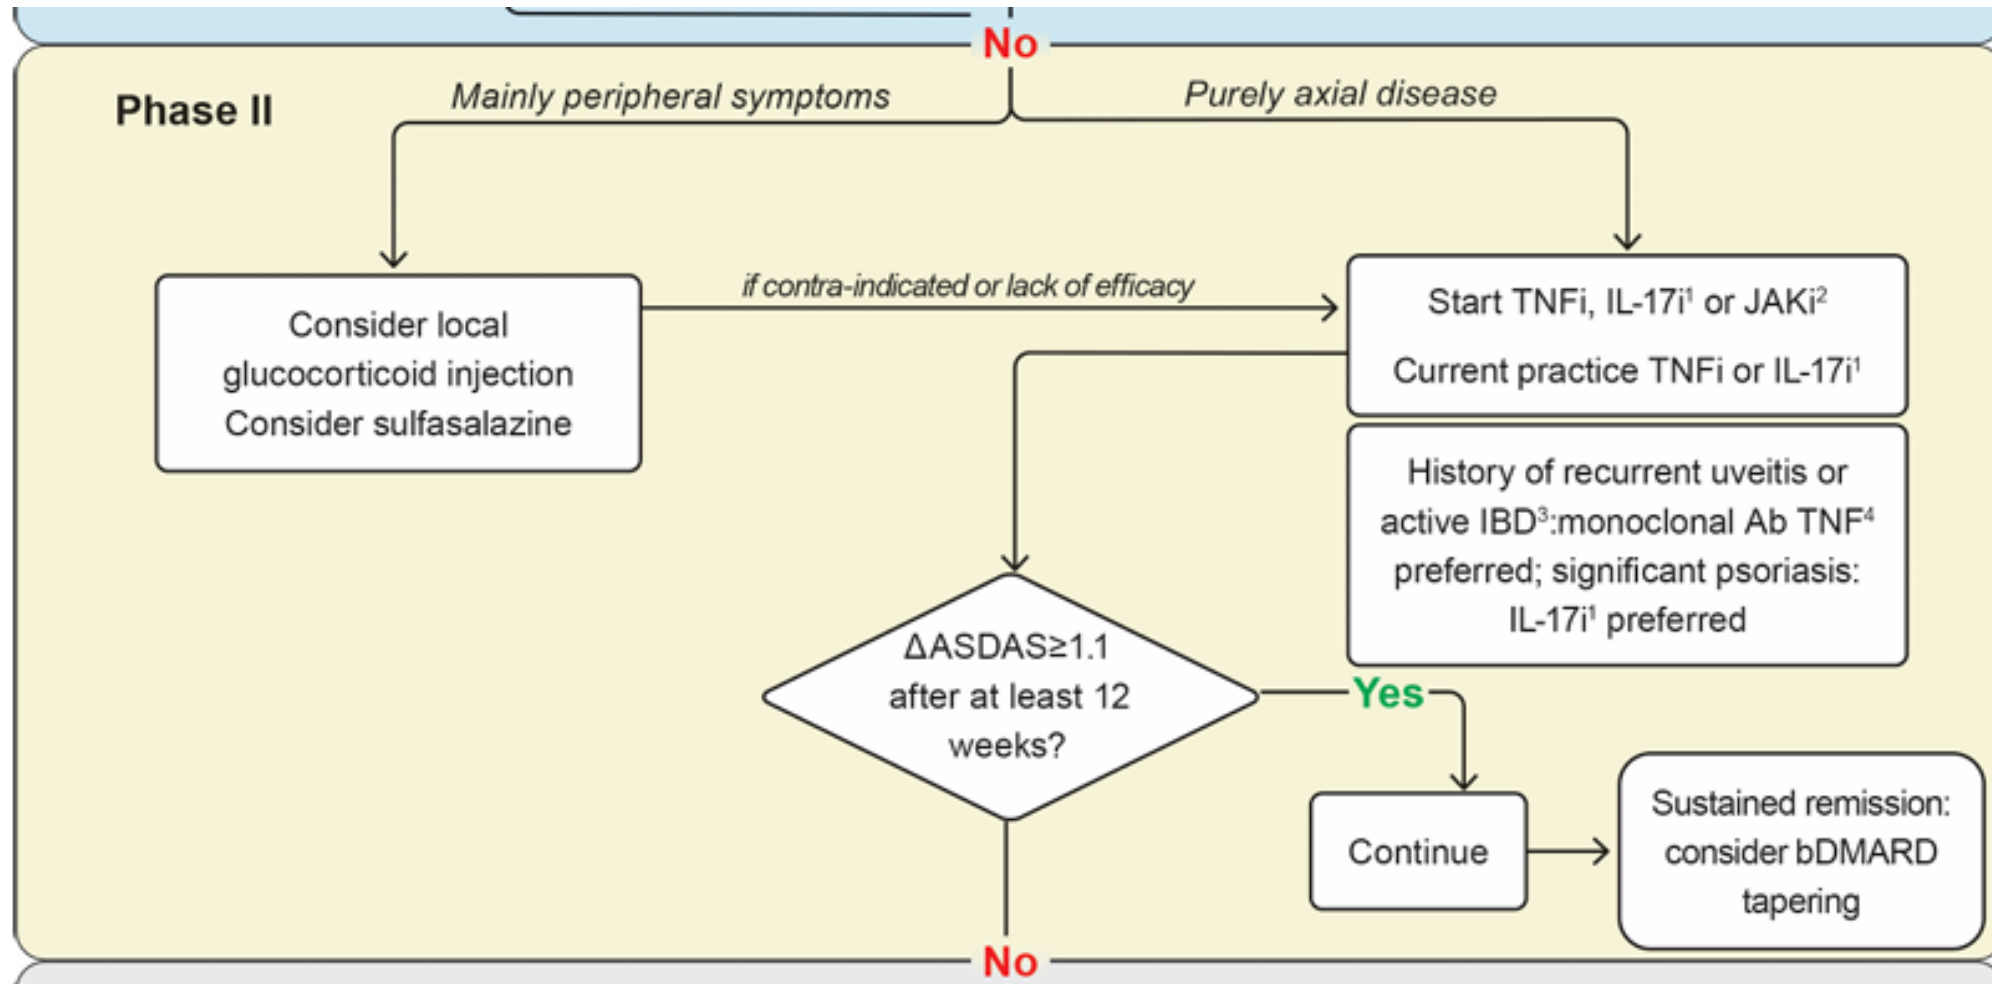 No
Phase II
Mainly peripheral symptoms
Purely axial disease
Consider local
glucocorticoid injection
Consider sulfasalazine
if contra-indicated or lack of efficacy
Start TNFi, IL-17i¹ or JAKi²
Current practice TNFi or IL-17i¹
History of recurrent uveitis or
active IBD³:monoclonal Ab TNF⁴
preferred; significant psoriasis:
IL-17i¹ preferred
ΔASDAS≥1.1
after at least 12
weeks?
Yes
Continue
Sustained remission:
consider bDMARD
tapering
No